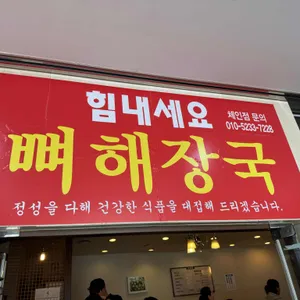 힘내세요
체인점 문의
010-5233-7228
뼈해장국
정성을 다해 건강한 식품을 대접해 드리겠습니다.